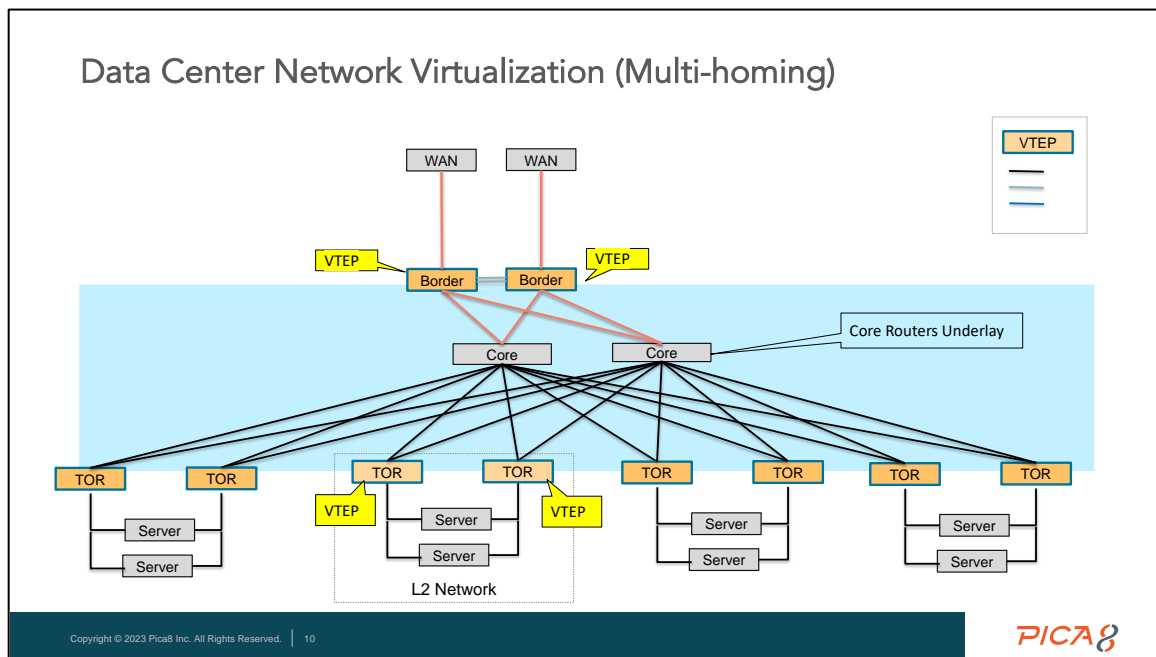 Data Center Network Virtualization (Multi-homing)
VTEP
WAN
WAN
VTEP
VTEP
Border
Border
Core Routers Underlay
Core
Core
TOR
TOR
TOR
TOR
TOR
TOR
TOR
TOR
VTEP
VTEP
Server
Server
Server
Server
Server
Server
Server
Server
L2 Network
Copyright © 2023 Pica8 Inc. All Rights Reserved. | 10
PICA8